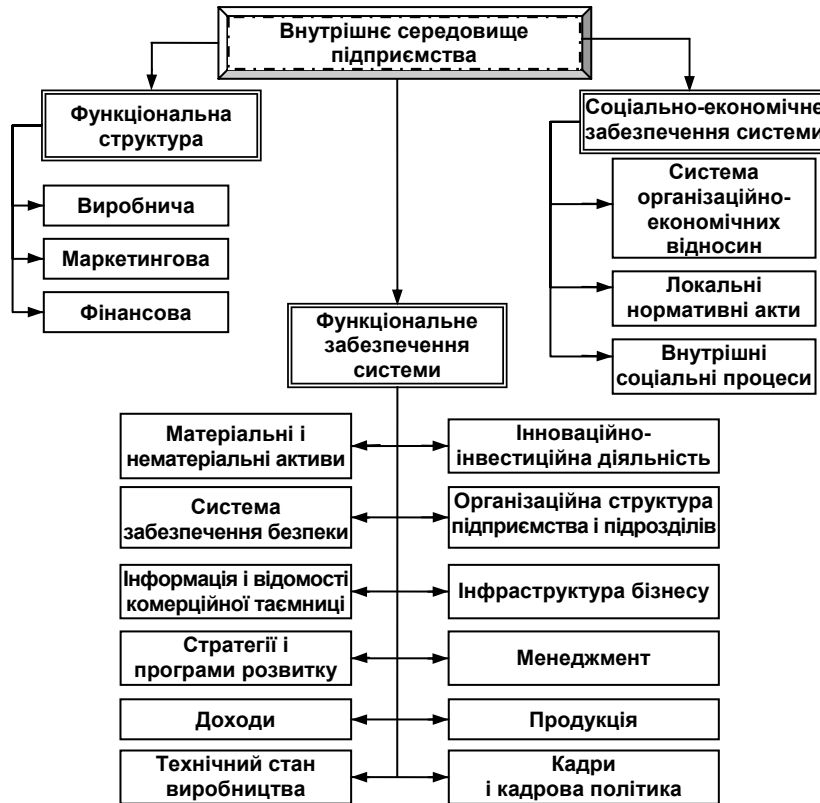 Внутрішнє середовище
підприємства
Функціональна
структура
Виробнича
Маркетингова
Фінансова
Функціональне
забезпечення
системи
Соціально-економічне
забезпечення системи
Система
організаційно-
економічних
відносин
Локальні
нормативні акти
Внутрішні
соціальні процеси
Матеріальні і
нематеріальні активи
Інноваційно-
інвестиційна діяльність
Система
забезпечення безпеки
Організаційна структура
підприємства і підрозділів
Інформація і відомості
комерційної таємниці
Інфраструктура бізнесу
Стратегії і
програми розвитку
Менеджмент
Доходи
Продукція
Технічний стан
виробництва
Кадри
і кадрова політика